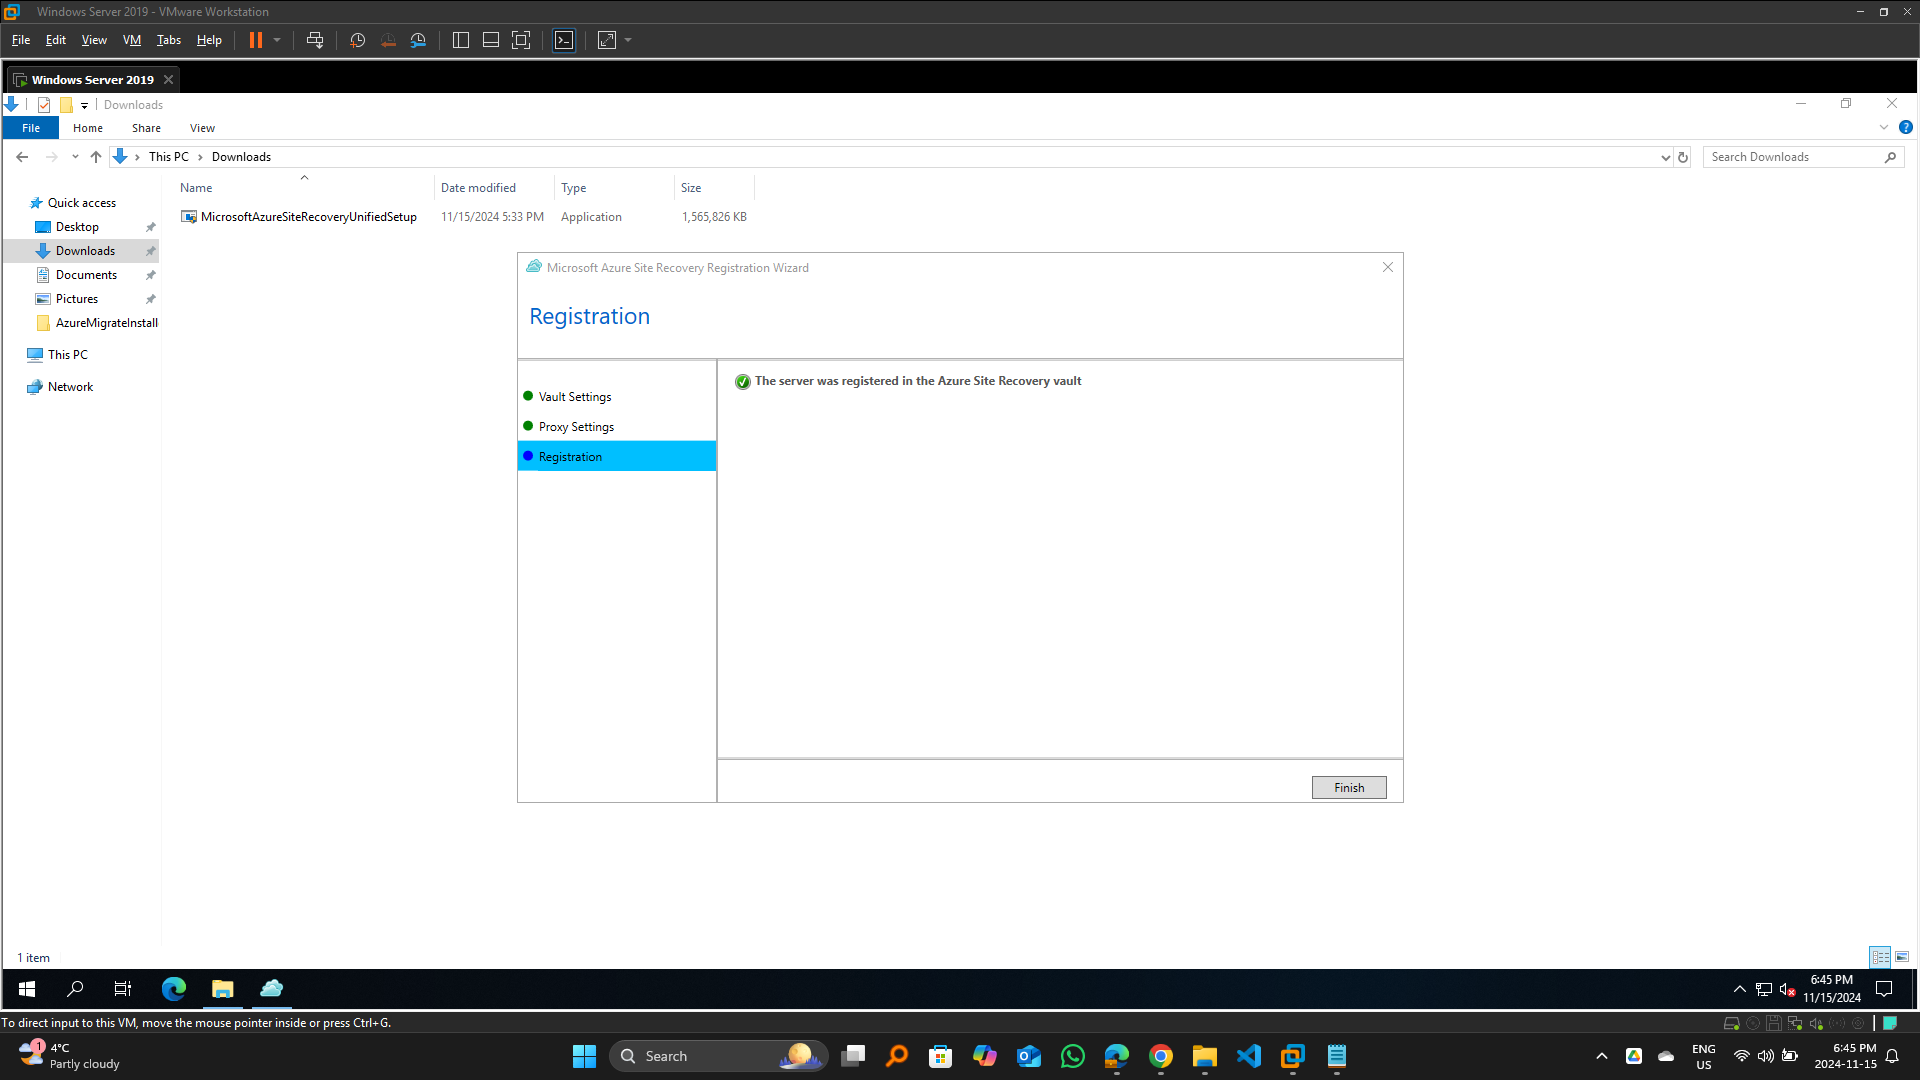 Windows Server 2019 - VMware Workstation
File Edit View VM Tabs Help
Windows Server 2019
Downloads
File Home Share View
This PC Downloads
Search Downloads
Name Date modified Type Size
MicrosoftAzureSiteRecoveryUnifiedSetup 11/15/2024 5:33 PM Application 1,565,826 KB
Quick access
Desktop
Downloads
Documents
Pictures
AzureMigrateInstall
This PC
Network
Microsoft Azure Site Recovery Registration Wizard
Registration
Vault Settings
Proxy Settings
Registration
The server was registered in the Azure Site Recovery vault
Finish
1 item
6:45 PM
11/15/2024
To direct input to this VM, move the mouse pointer inside or press Ctrl+G.
1
4°C
Partly cloudy
Search
ENG
US
6:45 PM
2024-11-15